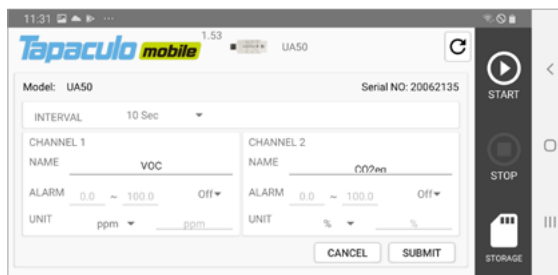 11:31
Tapaculo mobile 1.53 UA50
Model: UA50 Serial NO: 20062135
INTERVAL 10 Sec
CHANNEL 1
NAME VOC
ALARM 0.0 ~ 100.0 Off
UNIT ppm ppm
CHANNEL 2
NAME CO2eq
ALARM 0.0 ~ 100.0 Off
UNIT % %
CANCEL SUBMIT
START
STOP
STORAGE